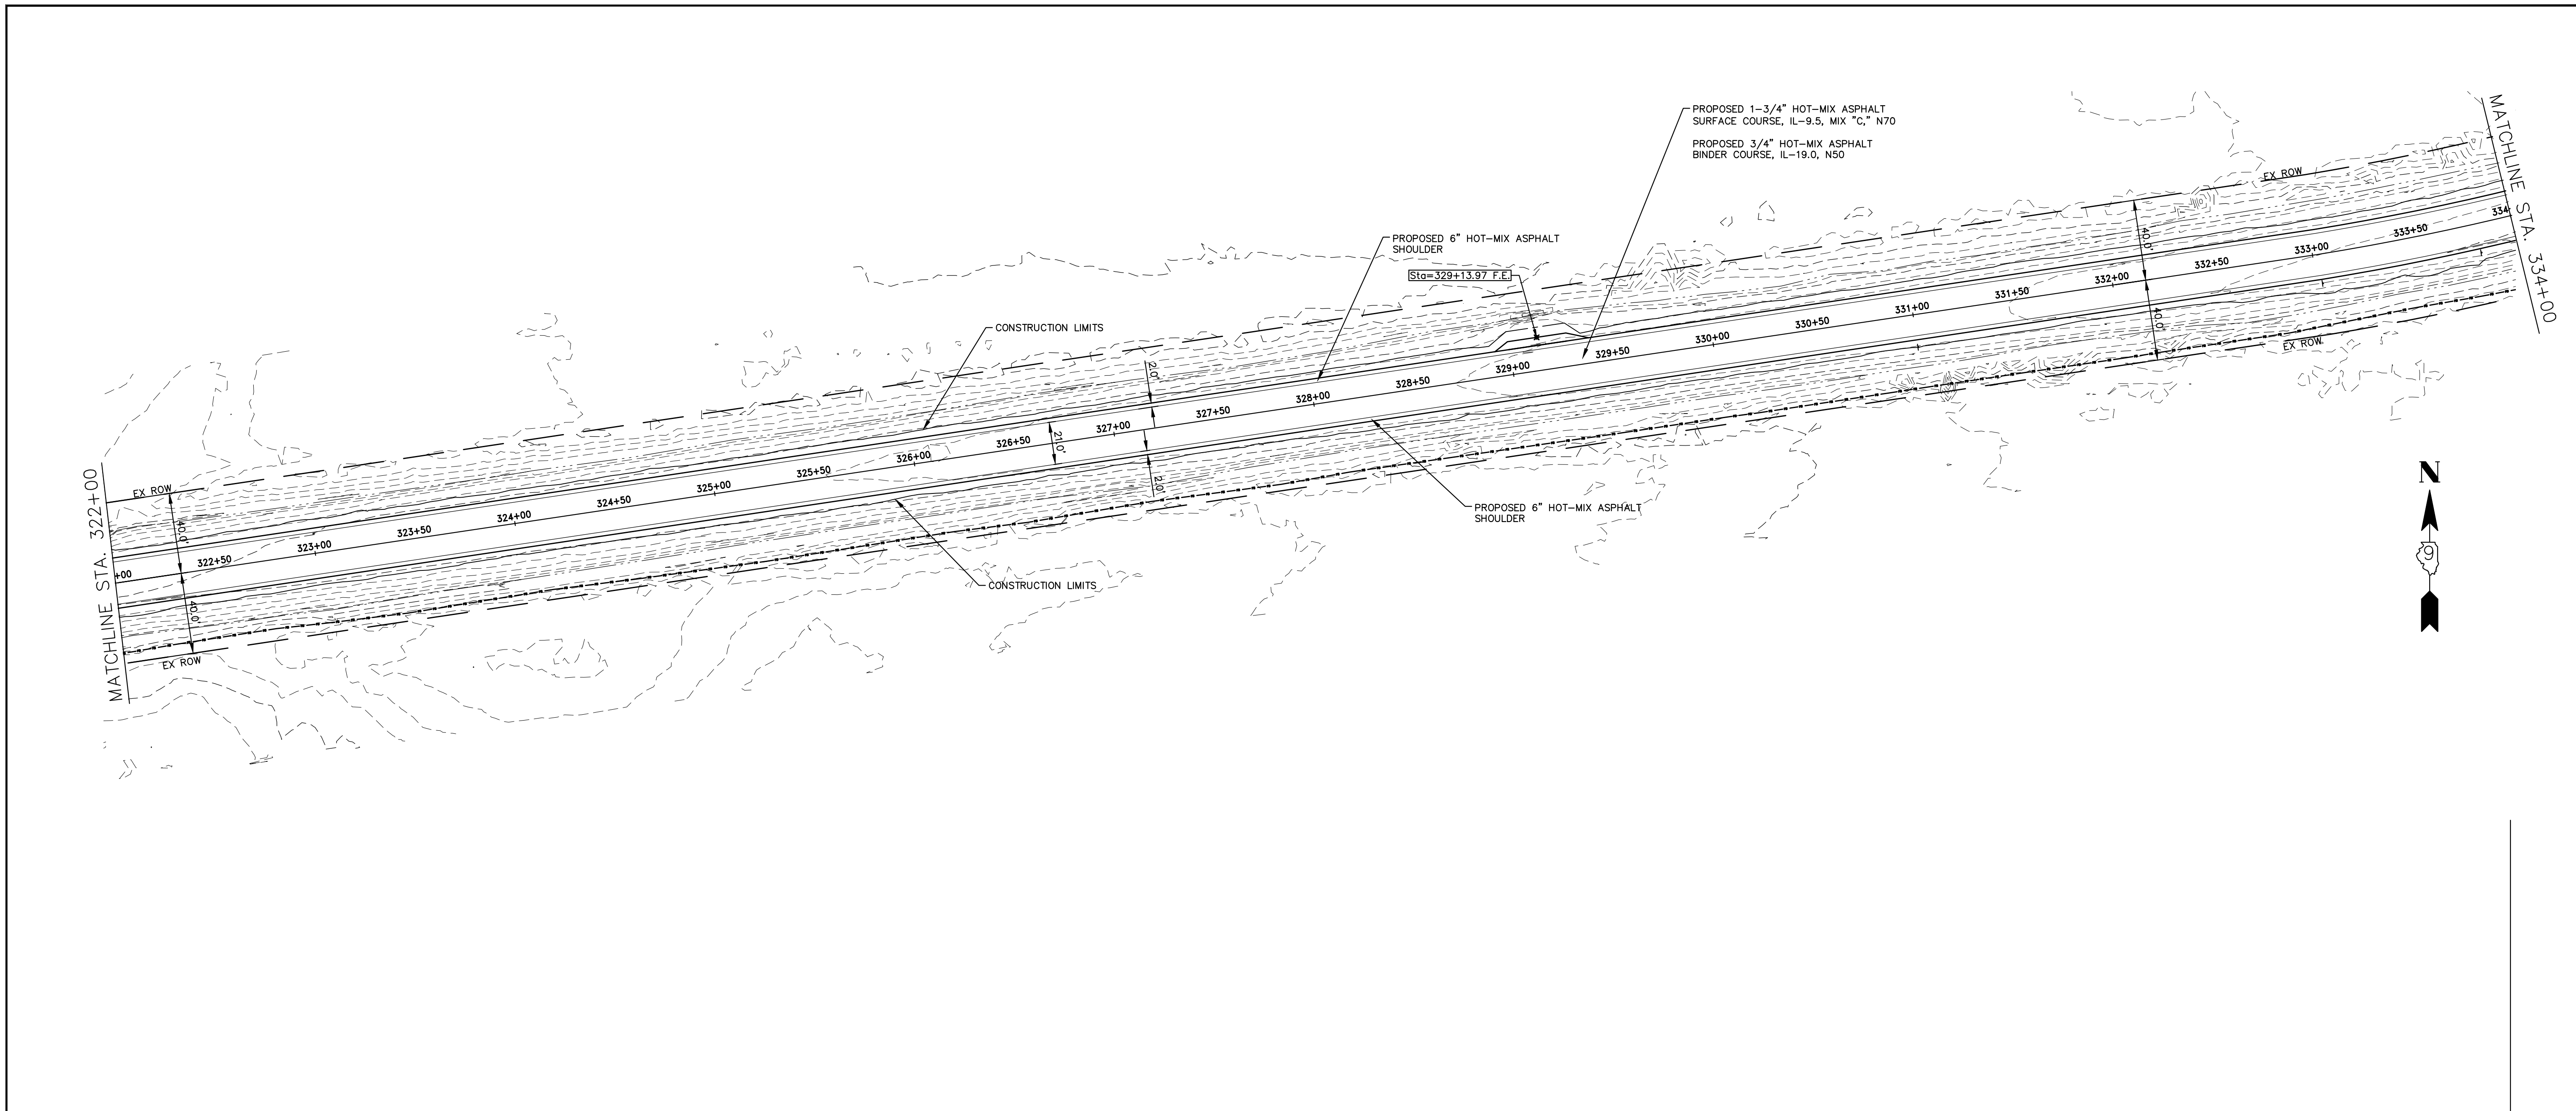 PROPOSED 1-3/4" HOT-MIX ASPHALT
SURFACE COURSE, IL-9.5, MIX "C," N70
PROPOSED 3/4" HOT-MIX ASPHALT
BINDER COURSE, IL-19.0, N50
MATCHLINE STA. 334+00
EX ROW
40.0'
334
333+50
333+00
332+50
332+00
331+50
331+00
330+50
330+00
329+50
329+00
328+50
328+00
327+50
327+00
326+50
326+00
325+50
325+00
324+50
324+00
323+50
323+00
322+50
+00
PROPOSED 6" HOT-MIX ASPHALT
SHOULDER
Sta=329+13.97 F.E.
40.0'
EX ROW
CONSTRUCTION LIMITS
2.0'
21.0'
2.0'
MATCHLINE STA. 322+00
EX ROW
40.0'
40.0'
EX ROW
PROPOSED 6" HOT-MIX ASPHALT
SHOULDER
CONSTRUCTION LIMITS
N
9